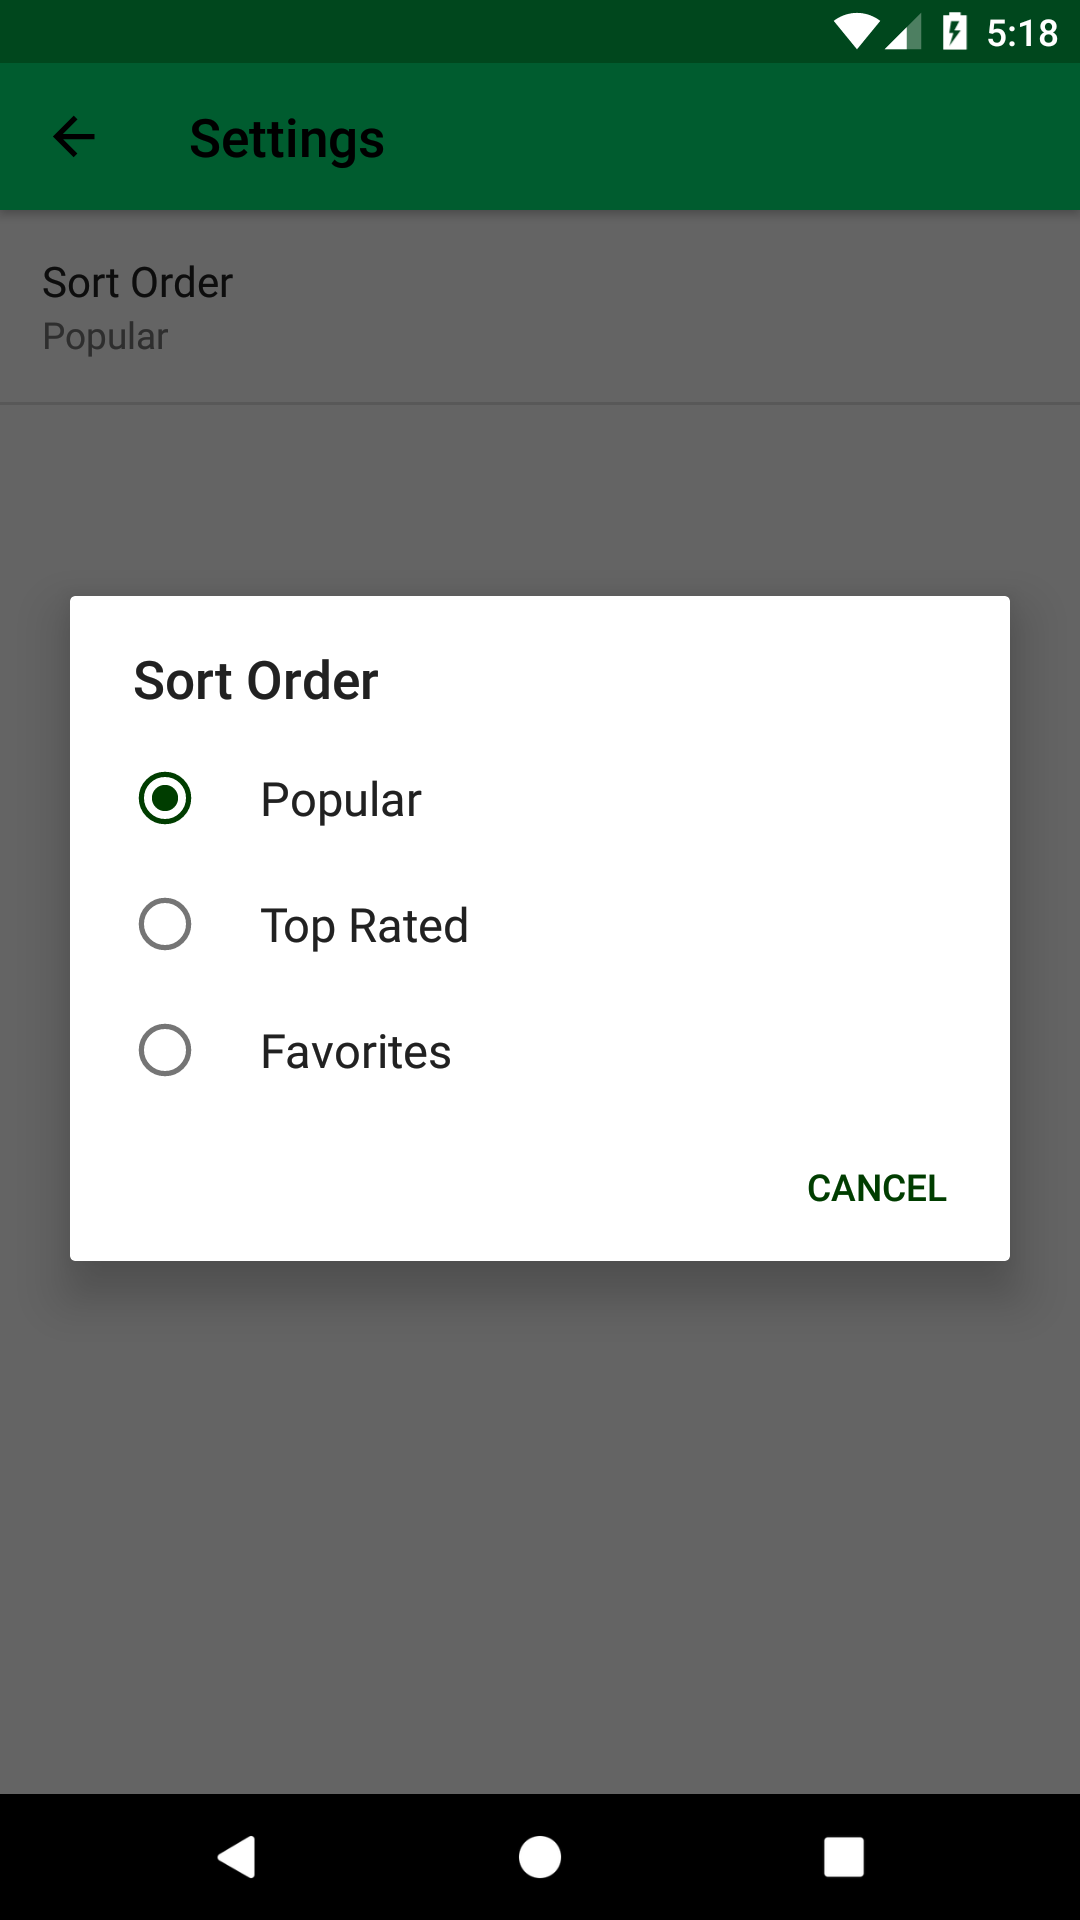 5:18
Settings
Sort Order
Popular
Sort Order
Popular
Top Rated
Favorites
CANCEL